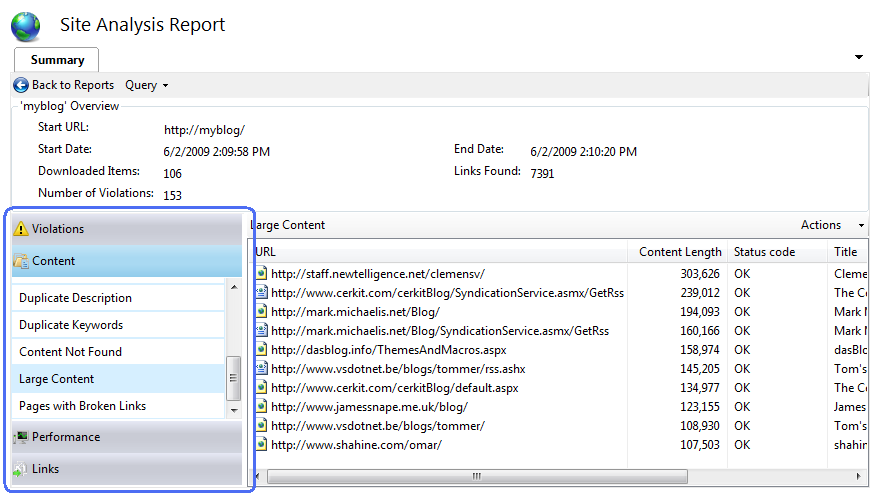 Site Analysis Report
Summary
Back to Reports Query
'myblog' Overview
Start URL: http://myblog/
Start Date: 6/2/2009 2:09:58 PM End Date: 6/2/2009 2:10:20 PM
Downloaded Items: 106 Links Found: 7391
Number of Violations: 153
Violations
Content
Duplicate Description
Duplicate Keywords
Content Not Found
Large Content
Pages with Broken Links
Performance
Links
Large Content Actions
URL Content Length Status code Title
http://staff.newtelligence.net/clemensv/ 303,626 OK Cleme
http://www.cerkit.com/cerkitBlog/SyndicationService.asmx/GetRss 239,012 OK The Co
http://mark.michaelis.net/Blog/ 194,093 OK Mark M
http://mark.michaelis.net/Blog/SyndicationService.asmx/GetRss 160,166 OK Mark M
http://dasblog.info/ThemesAndMacros.aspx 158,974 OK dasBlo
http://www.vsdotnet.be/blogs/tommer/rss.ashx 145,205 OK Tom's
http://www.cerkit.com/cerkitBlog/default.aspx 134,977 OK The Co
http://www.jamessnape.me.uk/blog/ 123,155 OK James
http://www.vsdotnet.be/blogs/tommer/ 108,930 OK Tom's
http://www.shahine.com/omar/ 107,503 OK shahin